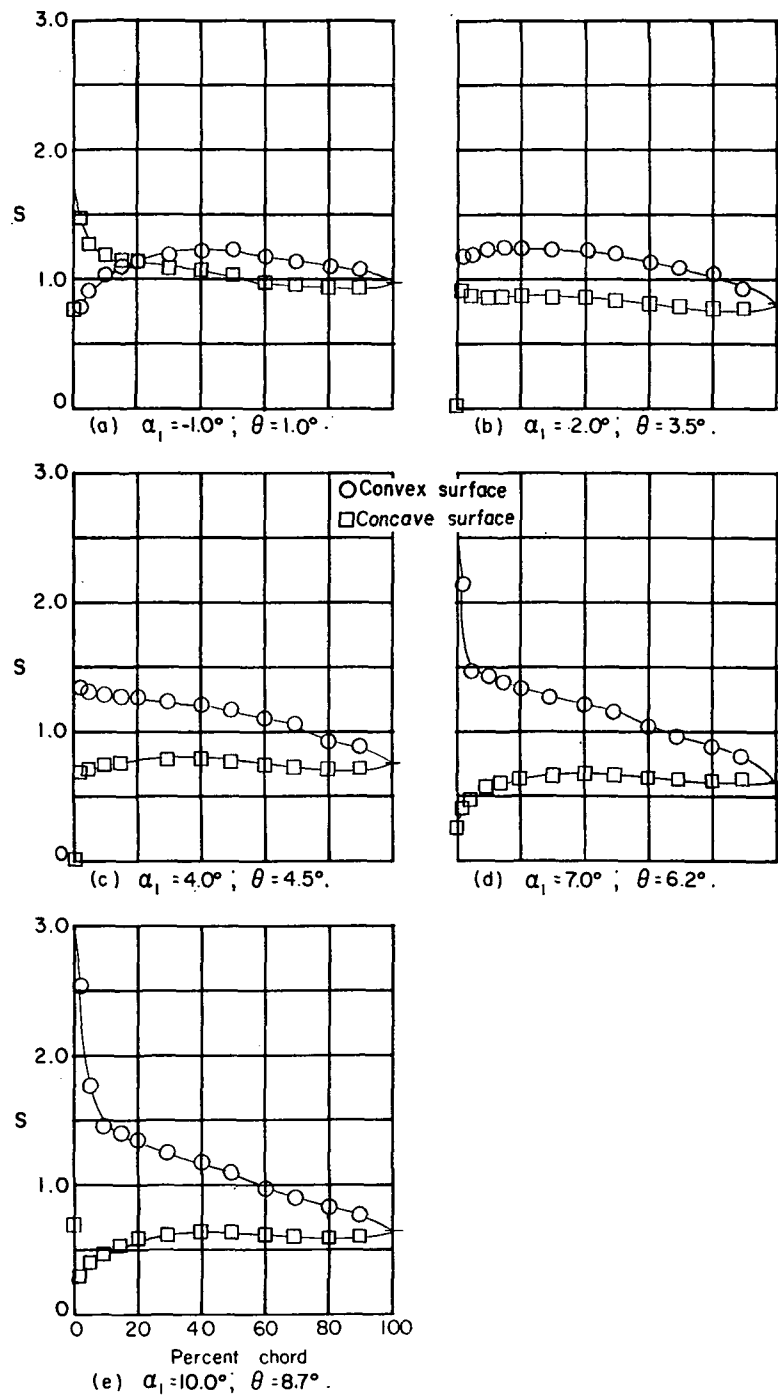 3.0
2.0
S
1.0
0
(a) α₁ = -1.0° ; θ = 1.0° .
(b) α₁ = 2.0° ; θ = 3.5° .
3.0
○ Convex surface
□ Concave surface
2.0
S
1.0
0
(c) α₁ = 4.0° ; θ = 4.5° .
(d) α₁ = 7.0° ; θ = 6.2° .
3.0
2.0
S
1.0
0
0 20 40 60 80 100
Percent chord
(e) α₁ = 10.0° ; θ = 8.7° .